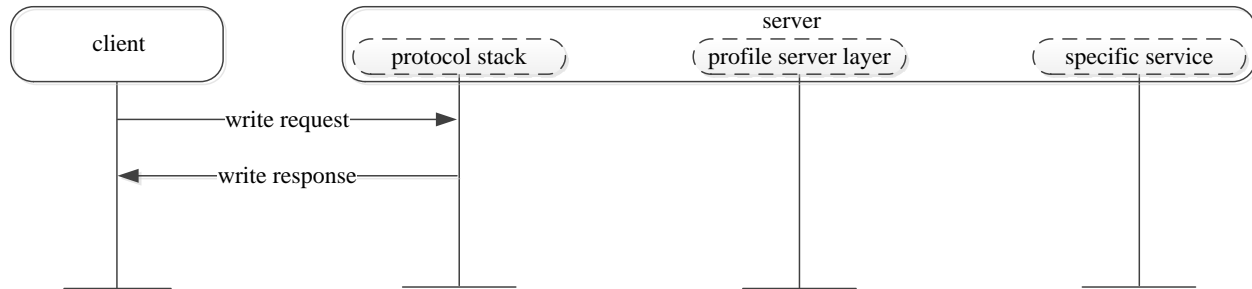 client
server
protocol stack
profile server layer
specific service
write request
write response